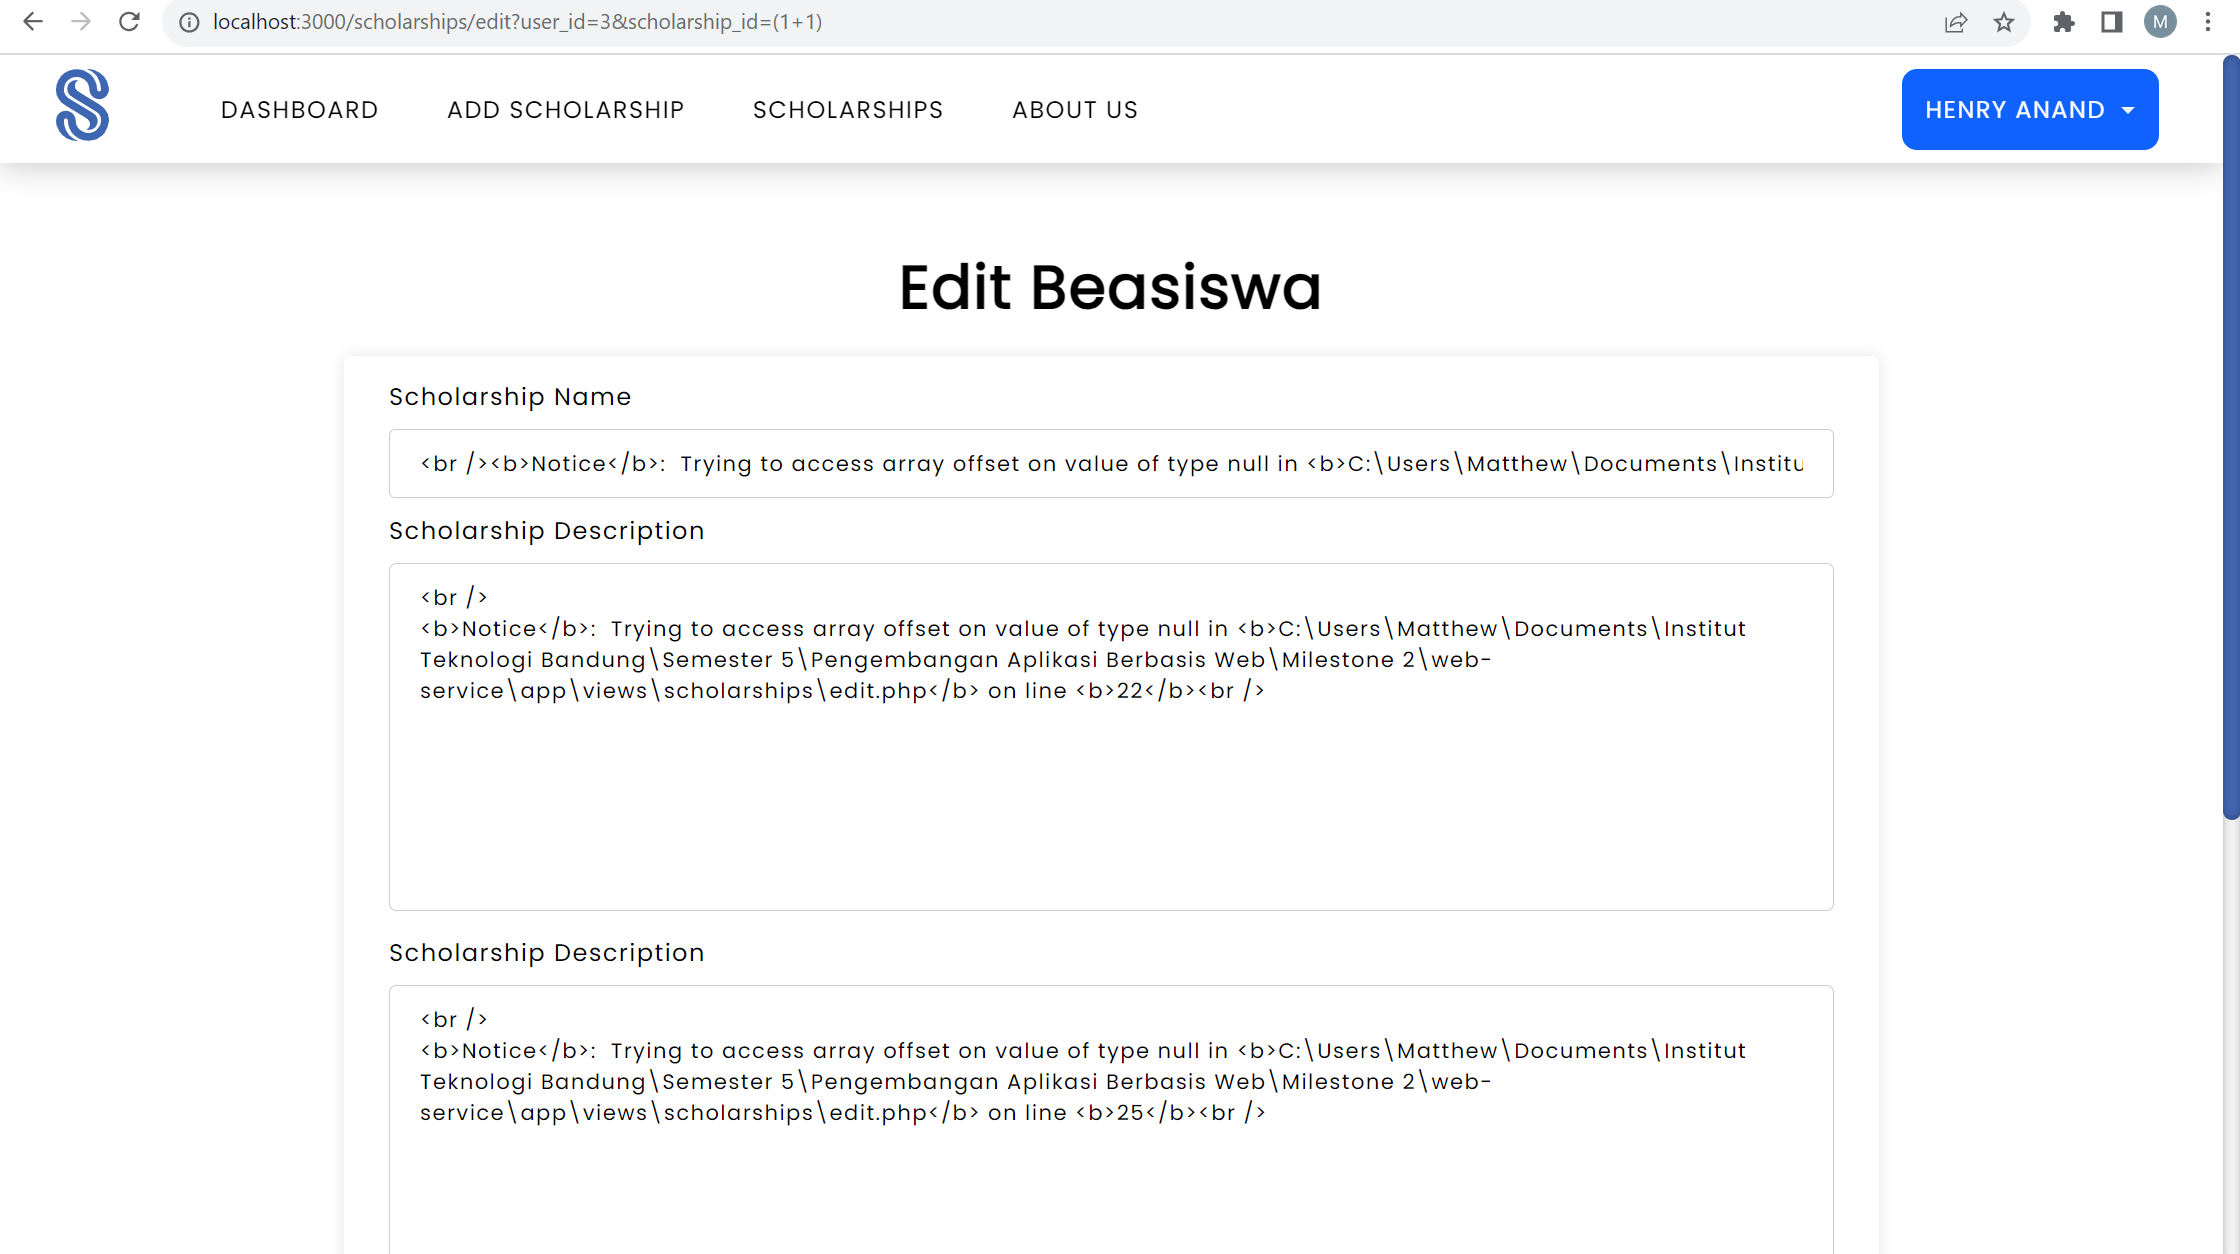 localhost:3000/scholarships/edit?user_id=3&scholarship_id=(1+1)
M
DASHBOARD
ADD SCHOLARSHIP
SCHOLARSHIPS
ABOUT US
HENRY ANAND
Edit Beasiswa
Scholarship Name
<br /><b>Notice</b>:  Trying to access array offset on value of type null in <b>C:\Users\Matthew\Documents\Institu
Scholarship Description
<br />
<b>Notice</b>:  Trying to access array offset on value of type null in <b>C:\Users\Matthew\Documents\Institut
Teknologi Bandung\Semester 5\Pengembangan Aplikasi Berbasis Web\Milestone 2\web-
service\app\views\scholarships\edit.php</b> on line <b>22</b><br />
Scholarship Description
<br />
<b>Notice</b>:  Trying to access array offset on value of type null in <b>C:\Users\Matthew\Documents\Institut
Teknologi Bandung\Semester 5\Pengembangan Aplikasi Berbasis Web\Milestone 2\web-
service\app\views\scholarships\edit.php</b> on line <b>25</b><br />